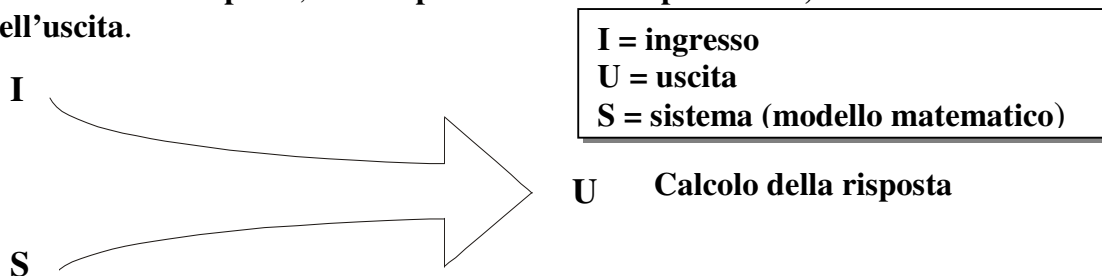 ell'uscita.
I = ingresso
U = uscita
S = sistema (modello matematico)
I
U Calcolo della risposta
S